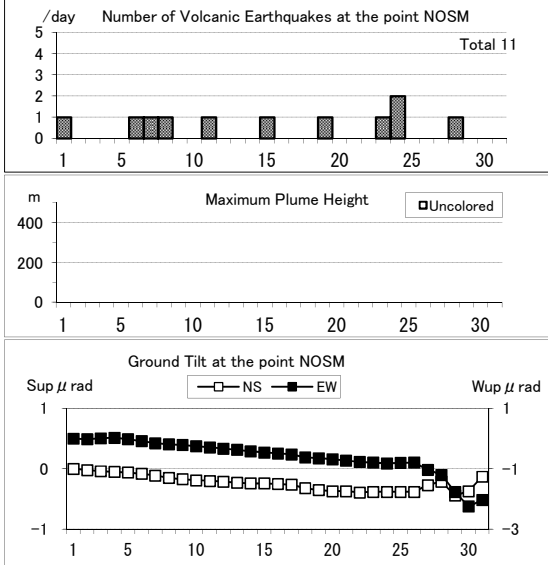 /day Number of Volcanic Earthquakes at the point NOSM
Total 11
5
4
3
2
1
0
1 5 10 15 20 25 30
m Maximum Plume Height
Uncolored
400
200
0
1 5 10 15 20 25 30
Ground Tilt at the point NOSM
Sup μ rad NS EW Wup μ rad
1 1
0 -1
-1 -3
1 5 10 15 20 25 30